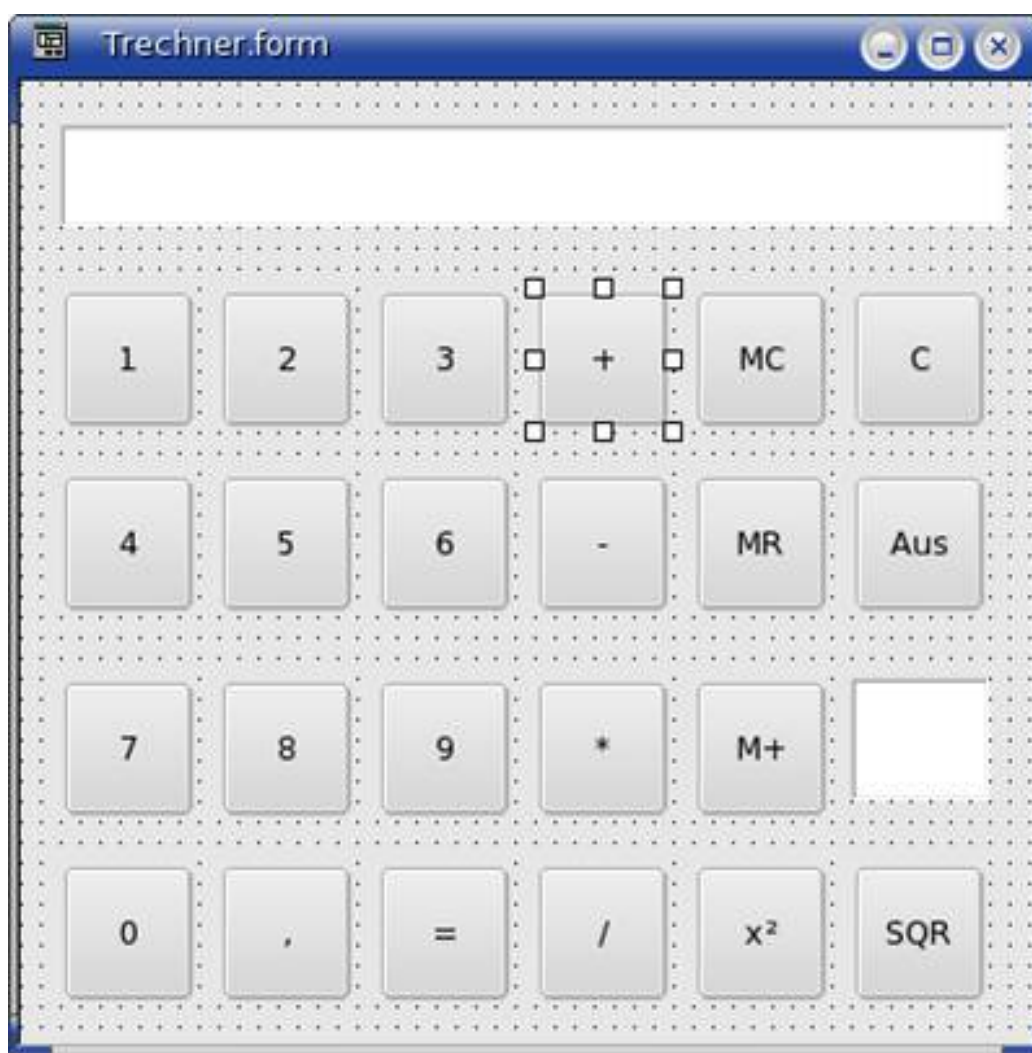 Trechner.form
1 2 3 + MC C
4 5 6 - MR Aus
7 8 9 * M+
0 , = / x² SQR